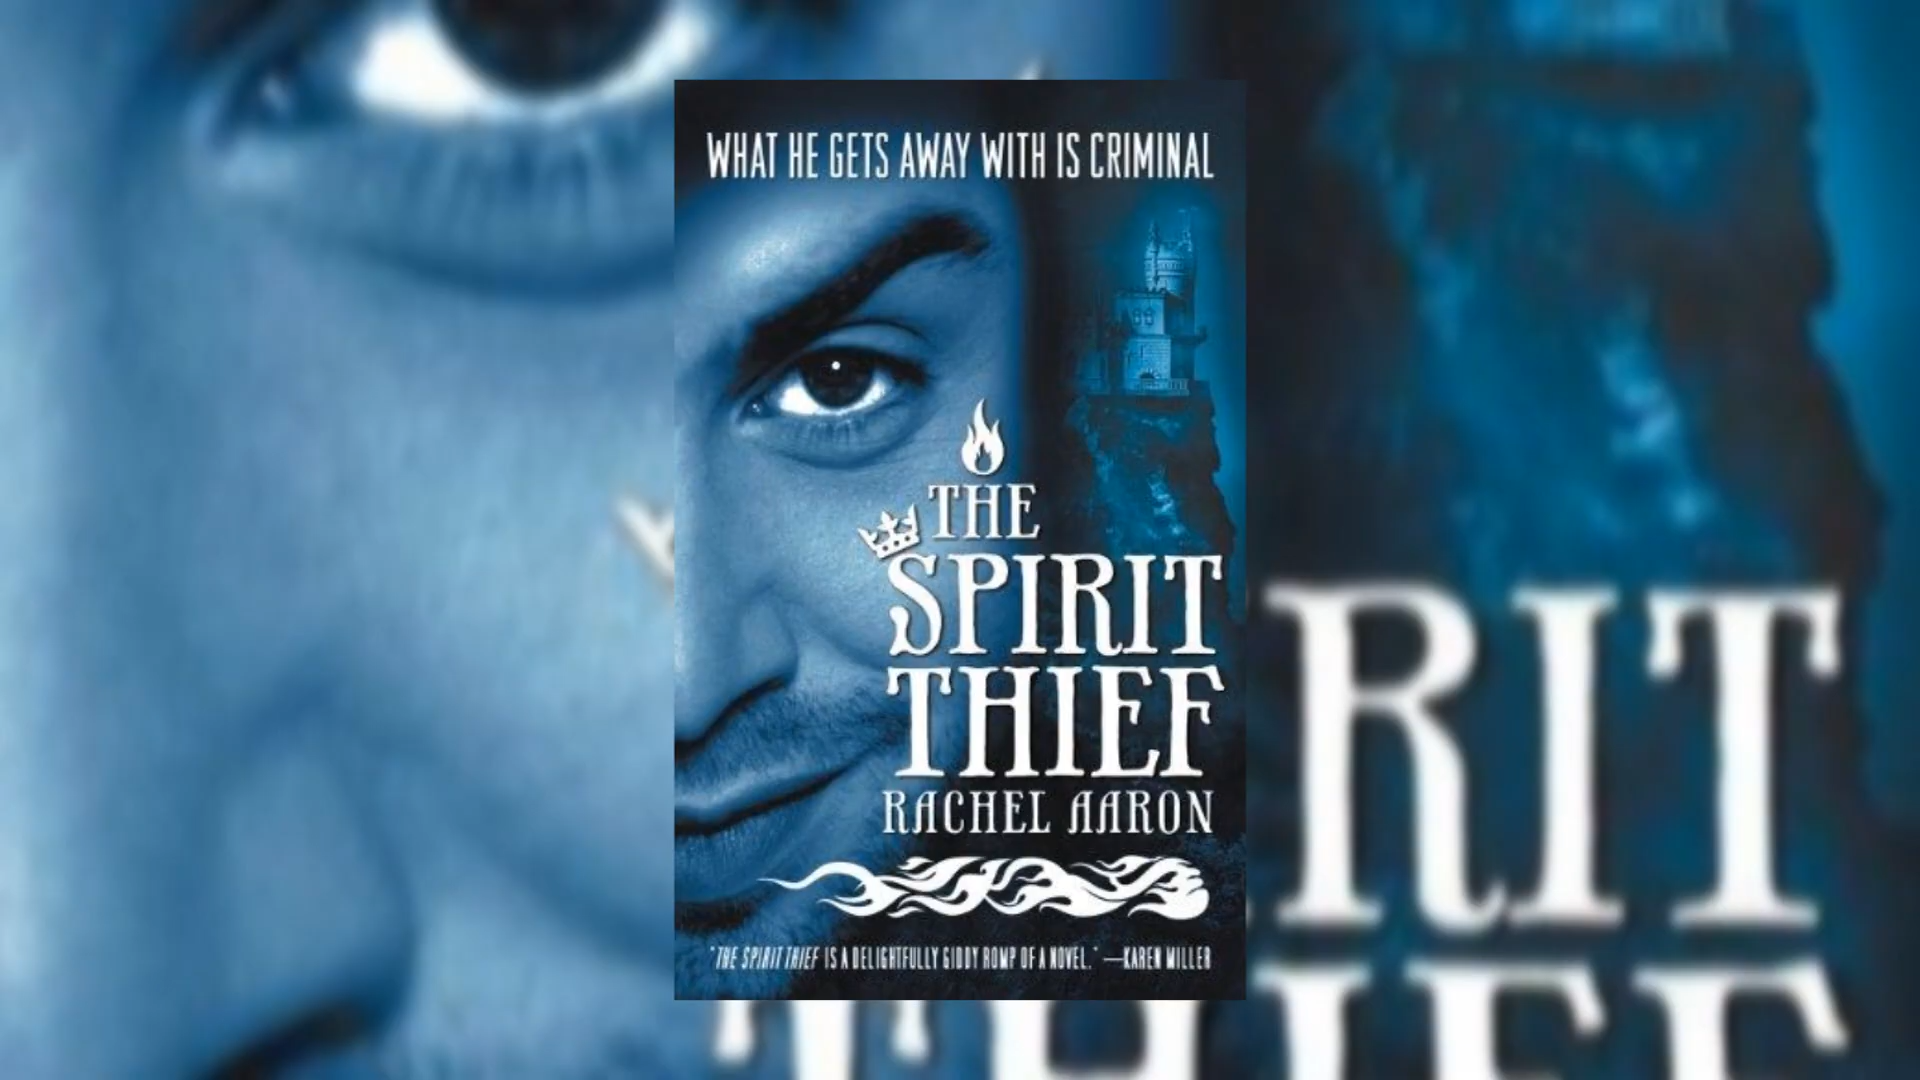 WHAT HE GETS AWAY WITH IS CRIMINAL
THE
SPIRIT
THIEF
RACHEL AARON
"THE SPIRIT THIEF IS A DELIGHTFULLY GIDDY ROMP OF A NOVEL." —KAREN MILLER
RIT